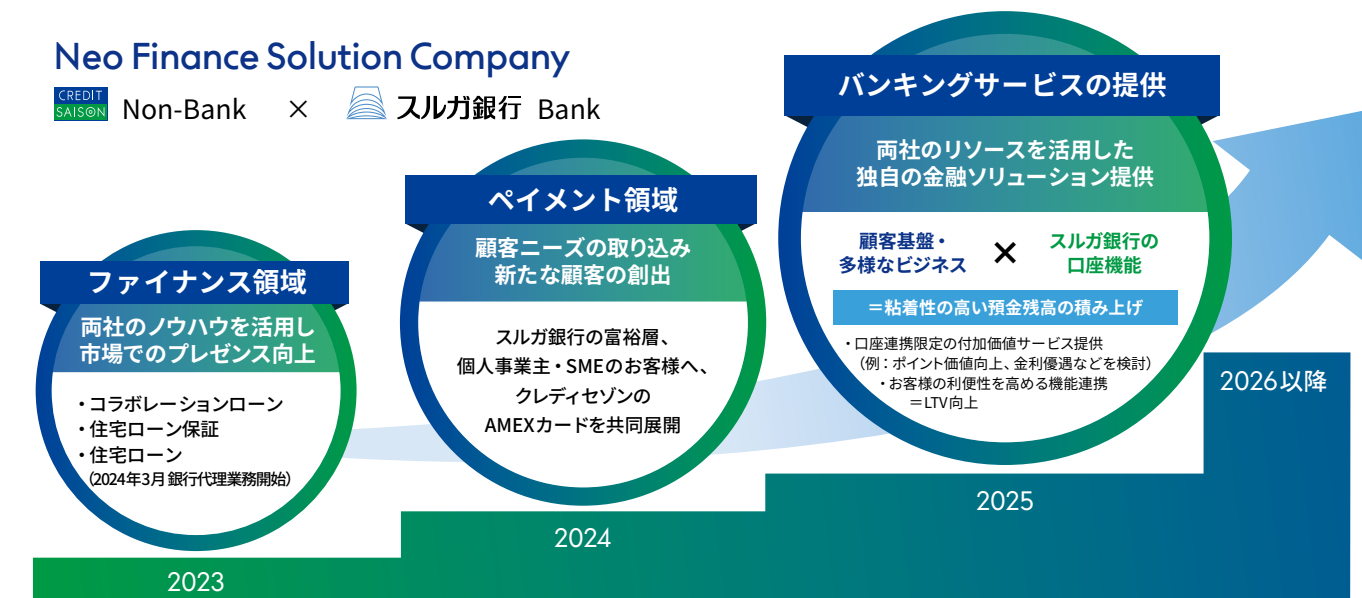 Neo Finance Solution Company
CREDIT
SAISON
Non-Bank × スルガ銀行 Bank
ファイナンス領域
両社のノウハウを活用し
市場でのプレゼンス向上
・コラボレーションローン
・住宅ローン保証
・住宅ローン
(2024年3月 銀行代理業務開始)
2023
ペイメント領域
顧客ニーズの取り込み
新たな顧客の創出
スルガ銀行の富裕層、
個人事業主・SMEのお客様へ、
クレディセゾンの
AMEXカードを共同展開
2024
バンキングサービスの提供
両社のリソースを活用した
独自の金融ソリューション提供
顧客基盤・
多様なビジネス
×
スルガ銀行の
口座機能
＝粘着性の高い預金残高の積み上げ
・口座連携限定の付加価値サービス提供
(例：ポイント価値向上、金利優遇などを検討)
・お客様の利便性を高める機能連携
＝LTV向上
2025
2026以降